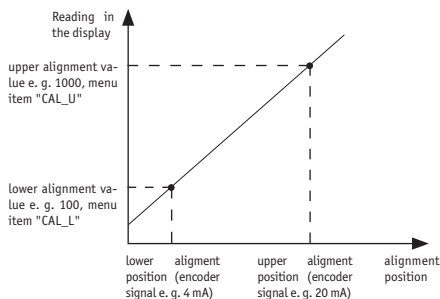 Reading in
the display
upper alignment va-
lue e. g. 1000, menu
item "CAL_U"
lower alignment va-
lue e. g. 100, menu
item "CAL_L"
lower aligment
position (encoder
signal e. g. 4 mA)
upper aligment
position (encoder
signal e. g. 20 mA)
alignment
position